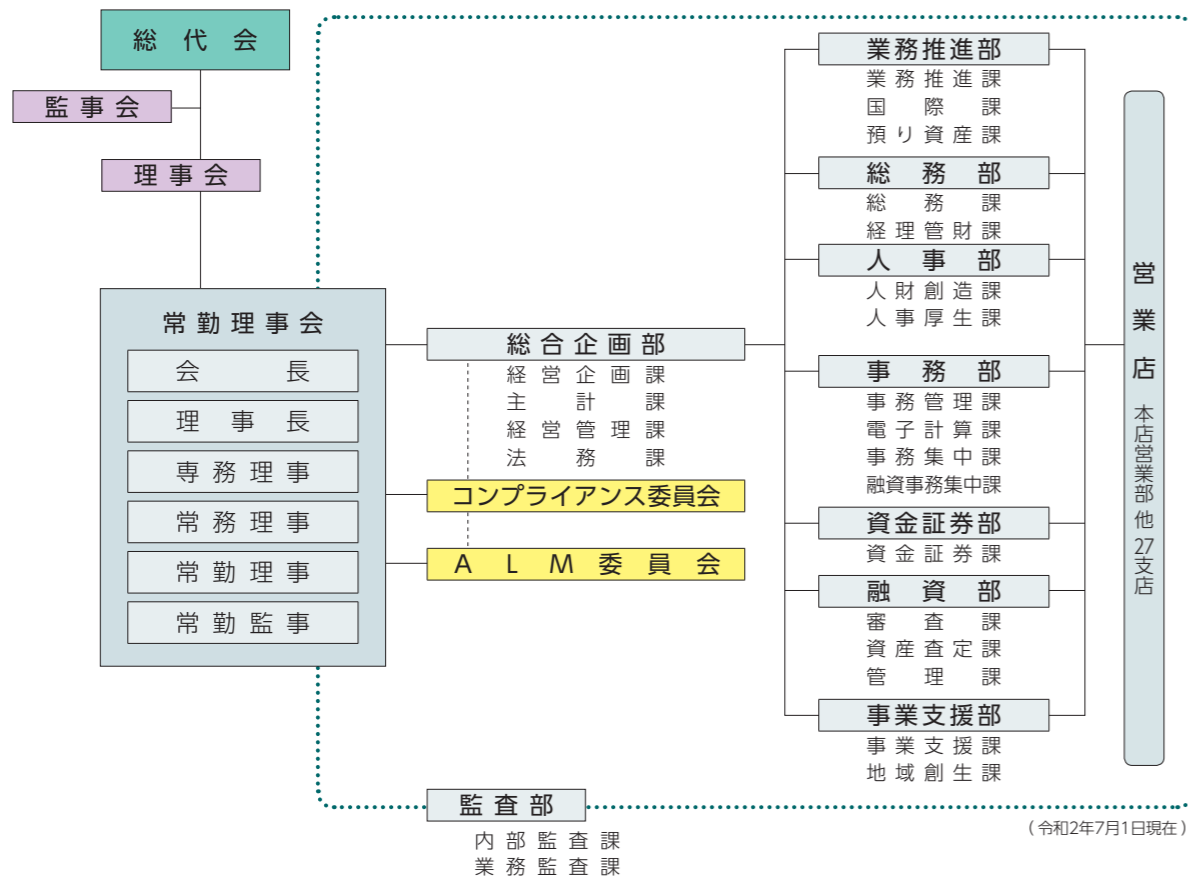 総代会
監事会
理事会
常勤理事会
会長
理事長
専務理事
常務理事
常勤理事
常勤監事
総合企画部
経営企画課
主計課
経営管理課
法務課
コンプライアンス委員会
ALM委員会
業務推進部
業務推進課
国際課
預り資産課
総務部
総務課
経理管財課
人事部
人財創造課
人事厚生課
事務部
事務管理課
電子計算課
事務集中課
融資事務集中課
資金証券部
資金証券課
融資部
審査課
資産査定課
管理課
事業支援部
事業支援課
地域創生課
営業店 本店営業部 他 27支店
監査部
内部監査課
業務監査課
(令和2年7月1日現在)